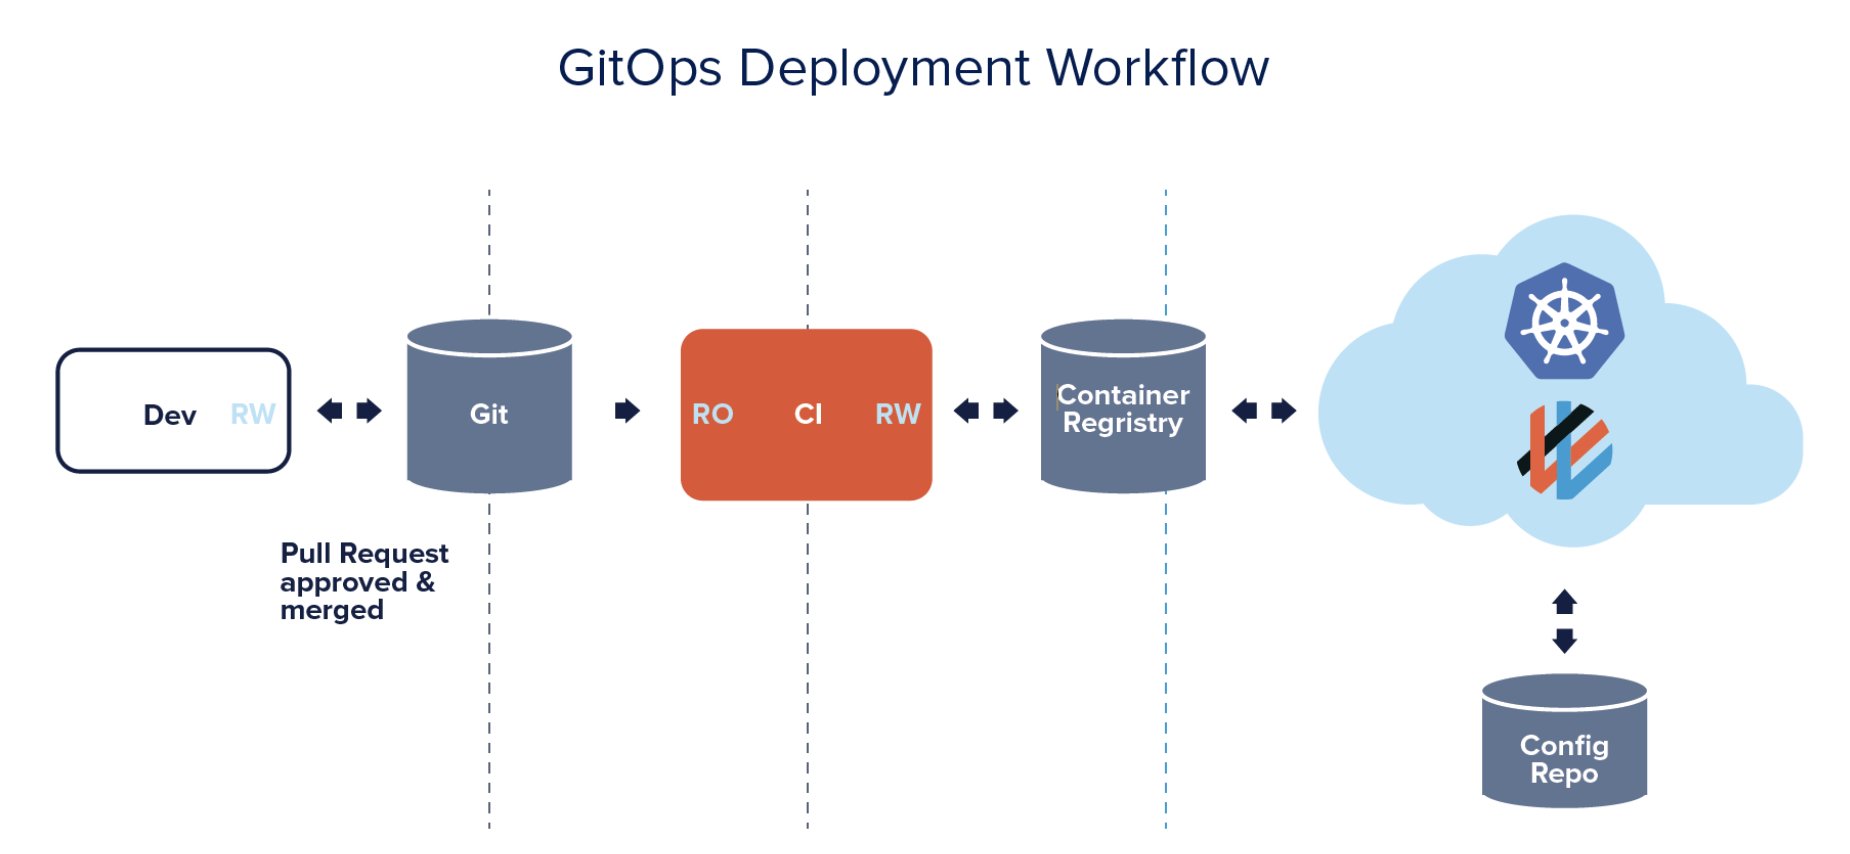 GitOps Deployment Workflow
Dev
RW
Git
RO
CI
RW
Container
Regristry
Pull Request
approved &
merged
Config
Repo